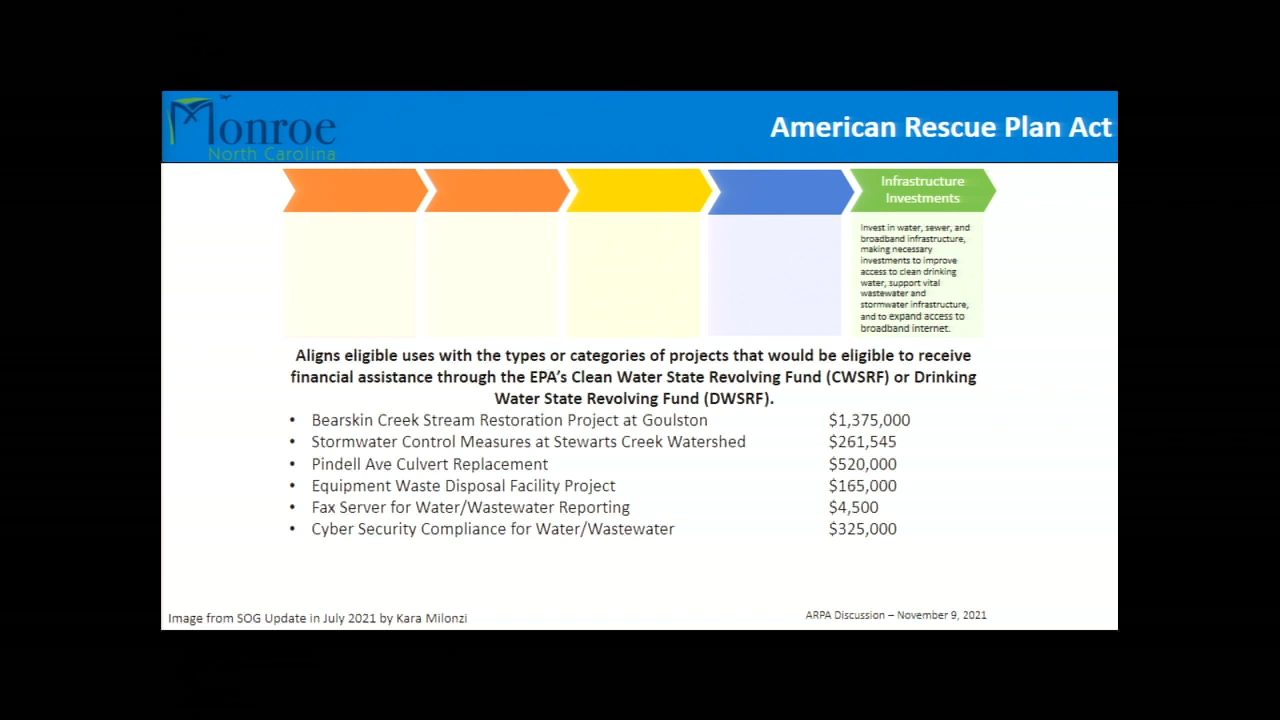 Monroe
North Carolina
American Rescue Plan Act
Infrastructure
Investments
Invest in water, sewer, and
broadband infrastructure,
making necessary
investments to improve
access to clean drinking
water, support vital
wastewater and
stormwater infrastructure,
and to expand access to
broadband internet.
Aligns eligible uses with the types or categories of projects that would be eligible to receive
financial assistance through the EPA’s Clean Water State Revolving Fund (CWSRF) or Drinking
Water State Revolving Fund (DWSRF).
• Bearskin Creek Stream Restoration Project at Goulston $1,375,000
• Stormwater Control Measures at Stewarts Creek Watershed $261,545
• Pindell Ave Culvert Replacement $520,000
• Equipment Waste Disposal Facility Project $165,000
• Fax Server for Water/Wastewater Reporting $4,500
• Cyber Security Compliance for Water/Wastewater $325,000
Image from SOG Update in July 2021 by Kara Milonzi
ARPA Discussion – November 9, 2021